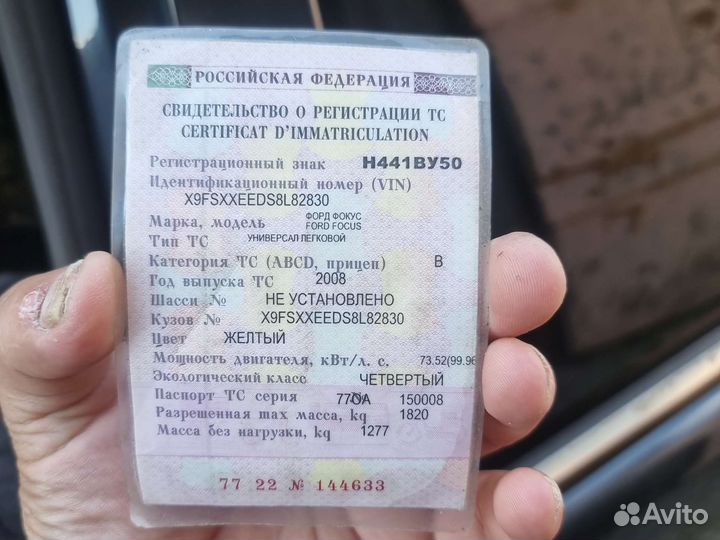 РОССИЙСКАЯ ФЕДЕРАЦИЯ
СВИДЕТЕЛЬСТВО О РЕГИСТРАЦИИ ТС
CERTIFICAT D'IMMATRICULATION
Регистрационный знак Н441ВУ50
Идентификационный номер (VIN)
X9FSXXEEDS8L82830
Марка, модель ФОРД ФОКУС
FORD FOCUS
Тип ТС УНИВЕРСАЛ ЛЕГКОВОЙ
Категория ТС (ABCD, прицеп) B
Год выпуска ТС 2008
Шасси № НЕ УСТАНОВЛЕНО
Кузов № X9FSXXEEDS8L82830
Цвет ЖЕЛТЫЙ
Мощность двигателя, кВт/л. с. 73.52(99.96
Экологический класс ЧЕТВЕРТЫЙ
Паспорт ТС серия 77ОА № 150008
Разрешенная max масса, kg 1820
Масса без нагрузки, kg 1277
77 22 № 144633
Avito